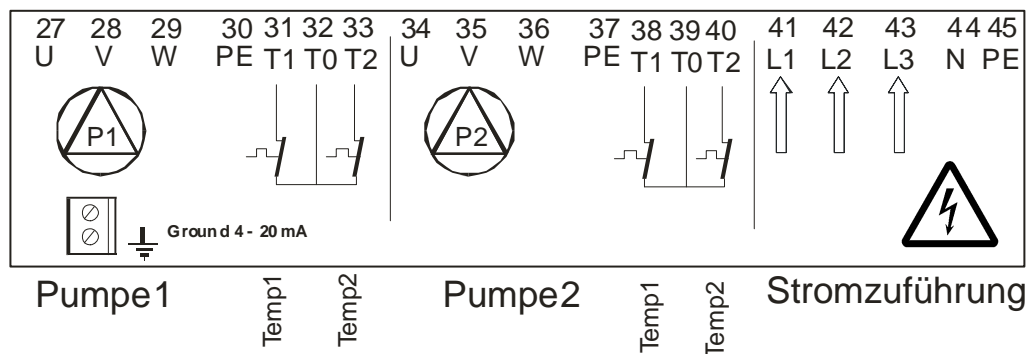 27 28 29 30 31 32 33 34 35 36 37 38 39 40 41 42 43 44 45
U V W PE T1 T0 T2 U V W PE T1 T0 T2 L1 L2 L3 N PE
P1 P2
Ground 4 - 20 mA
Pumpe1 Temp1 Temp2 Pumpe2 Temp1 Temp2 Stromzuführung